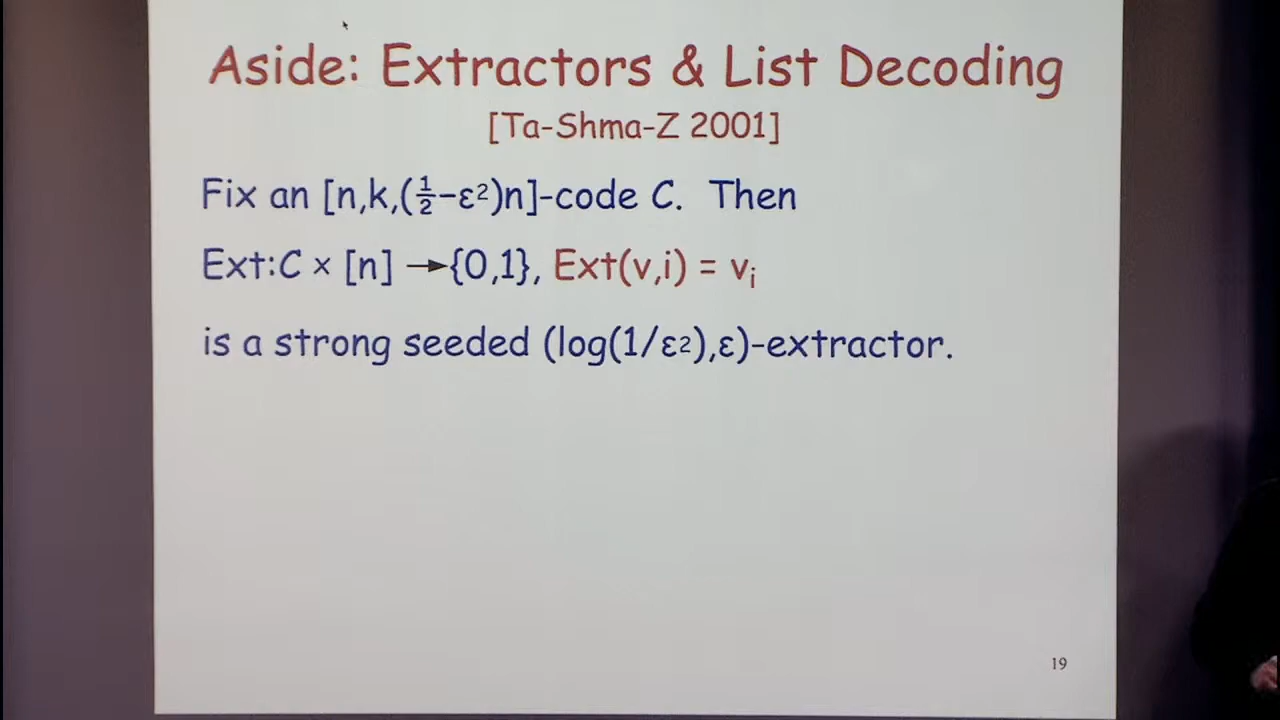 Aside: Extractors & List Decoding
[Ta-Shma-Z 2001]
Fix an [n,k,(½-ε²)n]-code C. Then
Ext:C × [n] → {0,1}, Ext(v,i) = vᵢ
is a strong seeded (log(1/ε²),ε)-extractor.
19